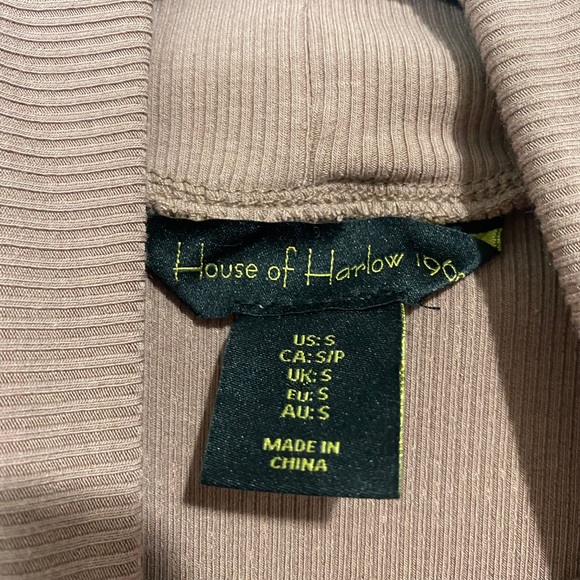 House of Harlow 196
US: S
CA: S/P
UK: S
EU: S
AU: S
MADE IN
CHINA